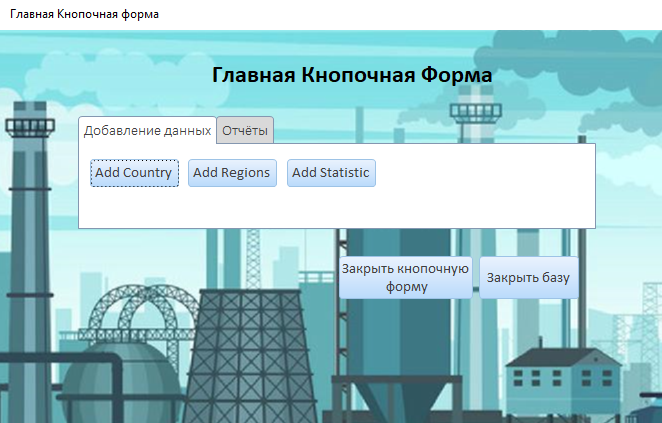 Главная Кнопочная форма
Главная Кнопочная Форма
Добавление данных Отчёты
Add Country Add Regions Add Statistic
Закрыть кнопочную
форму
Закрыть базу